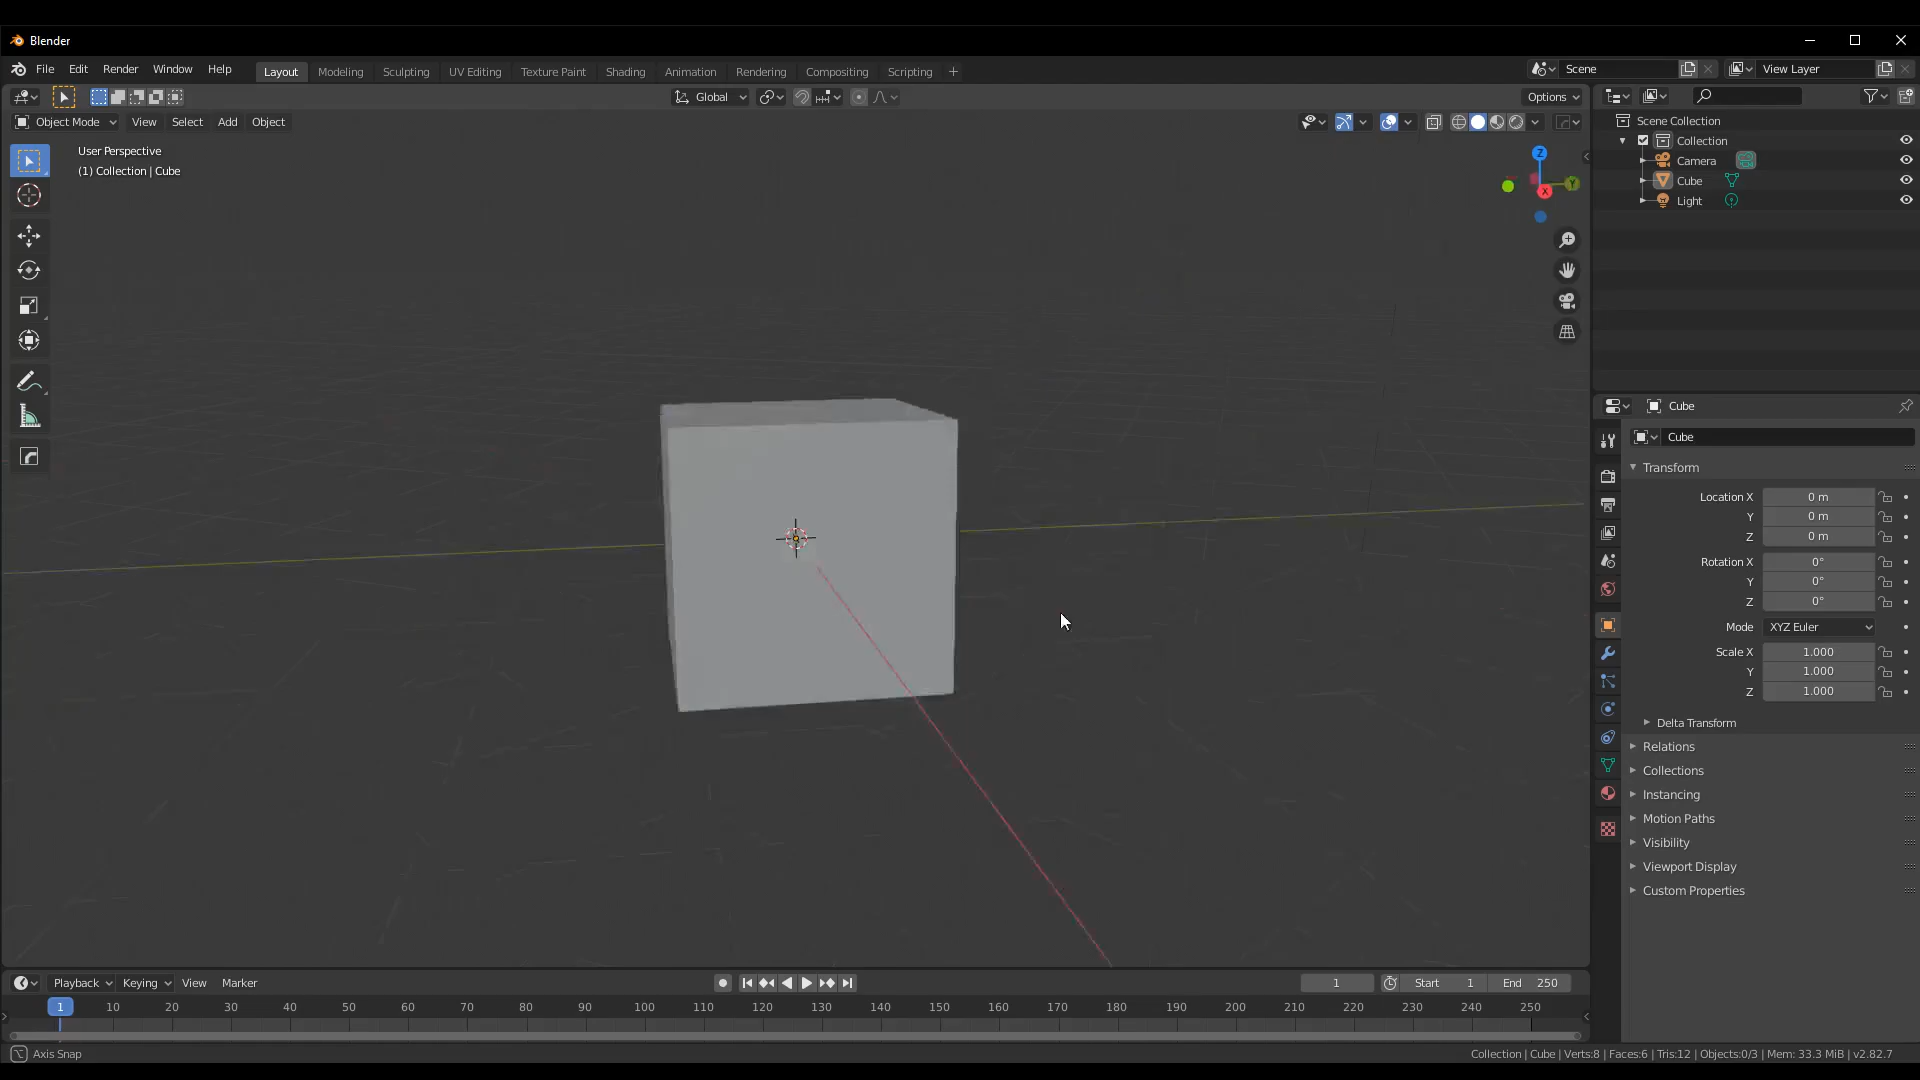 Blender
File Edit Render Window Help Layout Modeling Sculpting UV Editing Texture Paint Shading Animation Rendering Compositing Scripting + Scene View Layer
Global Options
Object Mode View Select Add Object
User Perspective
(1) Collection | Cube
Z
Y
X
Scene Collection
Collection
Camera
Cube
Light
Cube
Cube
Transform
Location X 0 m
Y 0 m
Z 0 m
Rotation X 0°
Y 0°
Z 0°
Mode XYZ Euler
Scale X 1.000
Y 1.000
Z 1.000
Delta Transform
Relations
Collections
Instancing
Motion Paths
Visibility
Viewport Display
Custom Properties
Playback Keying View Marker 1 Start 1 End 250
1 10 20 30 40 50 60 70 80 90 100 110 120 130 140 150 160 170 180 190 200 210 220 230 240 250
Axis Snap Collection | Cube | Verts:8 | Faces:6 | Tris:12 | Objects:0/3 | Mem: 33.3 MiB | v2.82.7